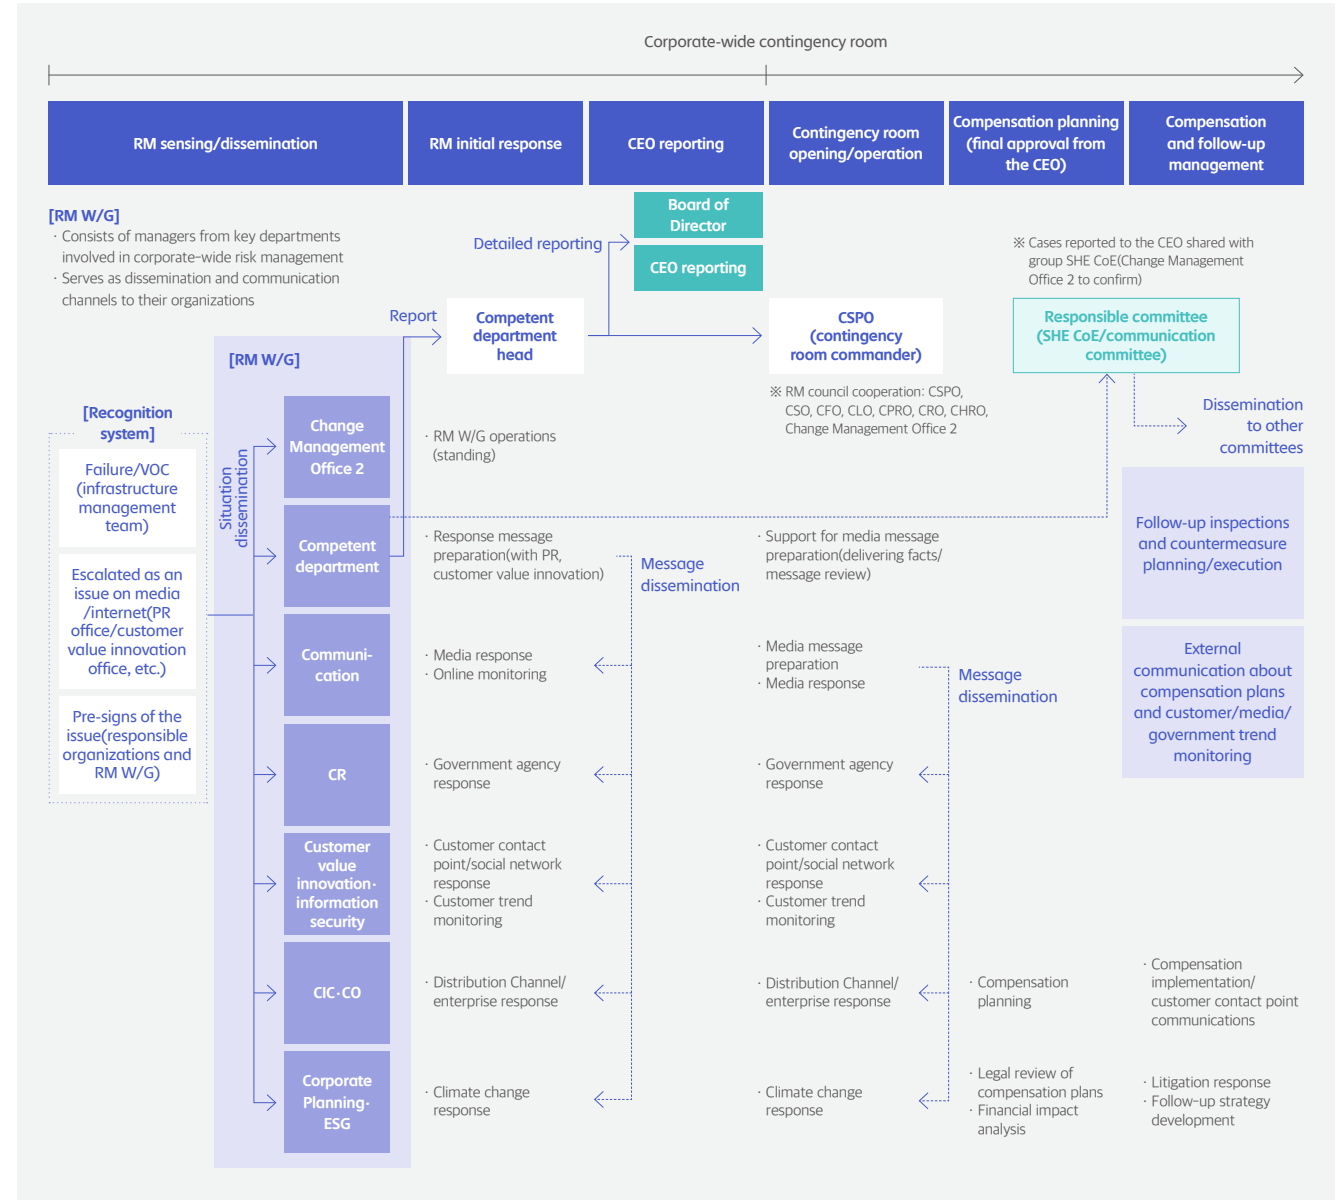 Corporate-wide contingency room
RM sensing/dissemination
RM initial response
CEO reporting
Contingency room
opening/operation
Compensation planning
(final approval from
the CEO)
Compensation
and follow-up
management
[RM W/G]
· Consists of managers from key departments
involved in corporate-wide risk management
· Serves as dissemination and communication
channels to their organizations
Detailed reporting
Board of
Director
CEO reporting
※ Cases reported to the CEO shared with
group SHE CoE(Change Management
Office 2 to confirm)
Report
Competent
department
head
CSPO
(contingency
room commander)
Responsible committee
(SHE CoE/communication
committee)
※ RM council cooperation: CSPO,
CSO, CFO, CLO, CPRO, CRO, CHRO,
Change Management Office 2
Dissemination
to other
committees
[RM W/G]
[Recognition
system]
Failure/VOC
(infrastructure
management
team)
Escalated as an
issue on media
/internet(PR
office/customer
value innovation
office, etc.)
Pre-signs of the
issue(responsible
organizations and
RM W/G)
Situation
dissemination
Change
Management
Office 2
· RM W/G operations
(standing)
Competent
department
· Response message
preparation(with PR,
customer value innovation)
Message
dissemination
· Support for media message
preparation(delivering facts/
message review)
Follow-up inspections
and countermeasure
planning/execution
Communi-
cation
· Media response
· Online monitoring
· Media message
preparation
· Media response
Message
dissemination
External
communication about
compensation plans
and customer/media/
government trend
monitoring
CR
· Government agency
response
· Government agency
response
Customer
value
innovation·
information
security
· Customer contact
point/social network
response
· Customer trend
monitoring
· Customer contact
point/social network
response
· Customer trend
monitoring
CIC·CO
· Distribution Channel/
enterprise response
· Distribution Channel/
enterprise response
· Compensation
planning
· Compensation
implementation/
customer contact point
communications
Corporate
Planning·
ESG
· Climate change
response
· Climate change
response
· Legal review of
compensation plans
· Financial impact
analysis
· Litigation response
· Follow-up strategy
development